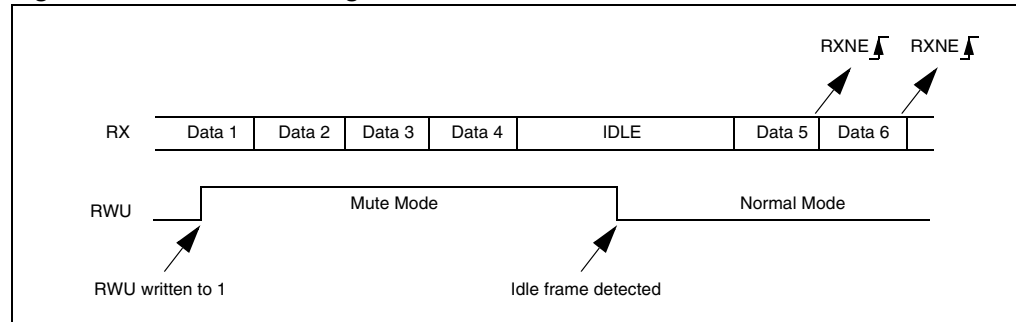 RXNE RXNE
RX Data 1 Data 2 Data 3 Data 4 IDLE Data 5 Data 6
RWU Mute Mode Normal Mode
RWU written to 1 Idle frame detected